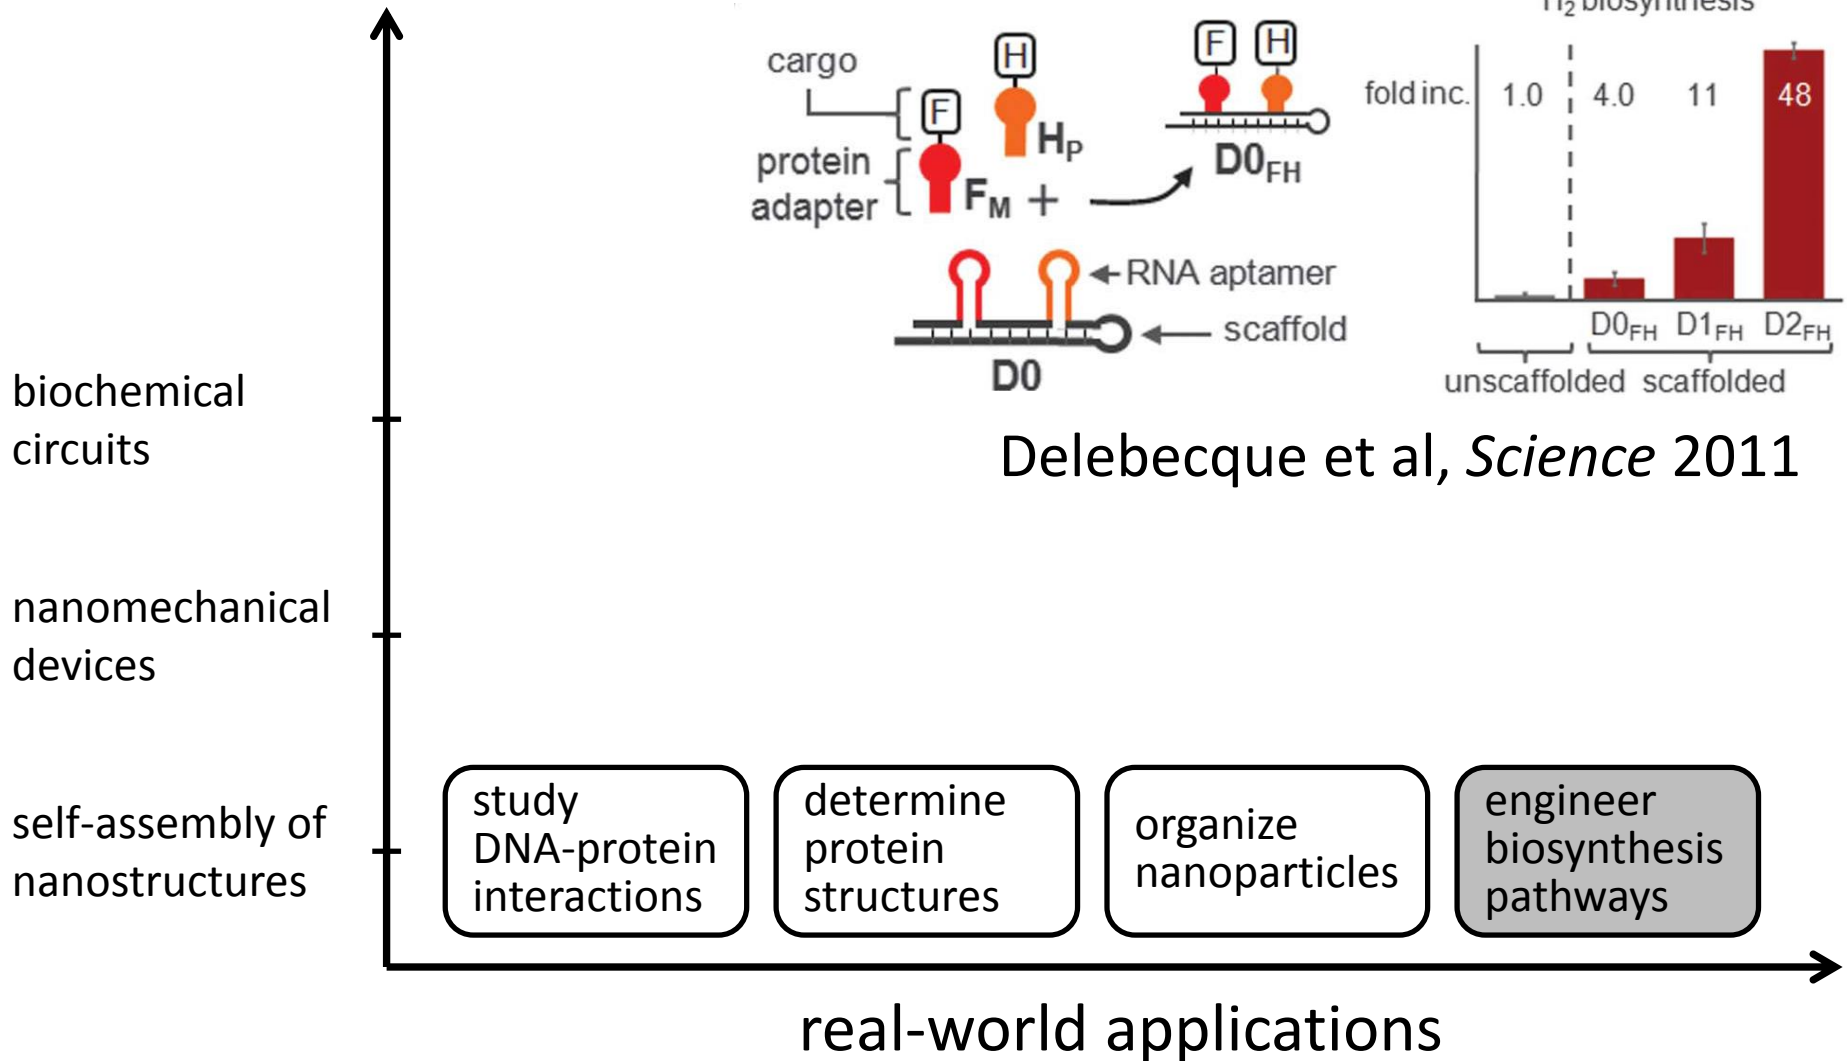 H2 biosynthesis
cargo
F
H
HP
protein
adapter
FM +
F H
D0FH
RNA aptamer
scaffold
D0
fold inc. 1.0 4.0 11 48
D0FH D1FH D2FH
unscaffolded scaffolded
Delebecque et al, Science 2011
biochemical
circuits
nanomechanical
devices
self-assembly of
nanostructures
study
DNA-protein
interactions
determine
protein
structures
organize
nanoparticles
engineer
biosynthesis
pathways
real-world applications